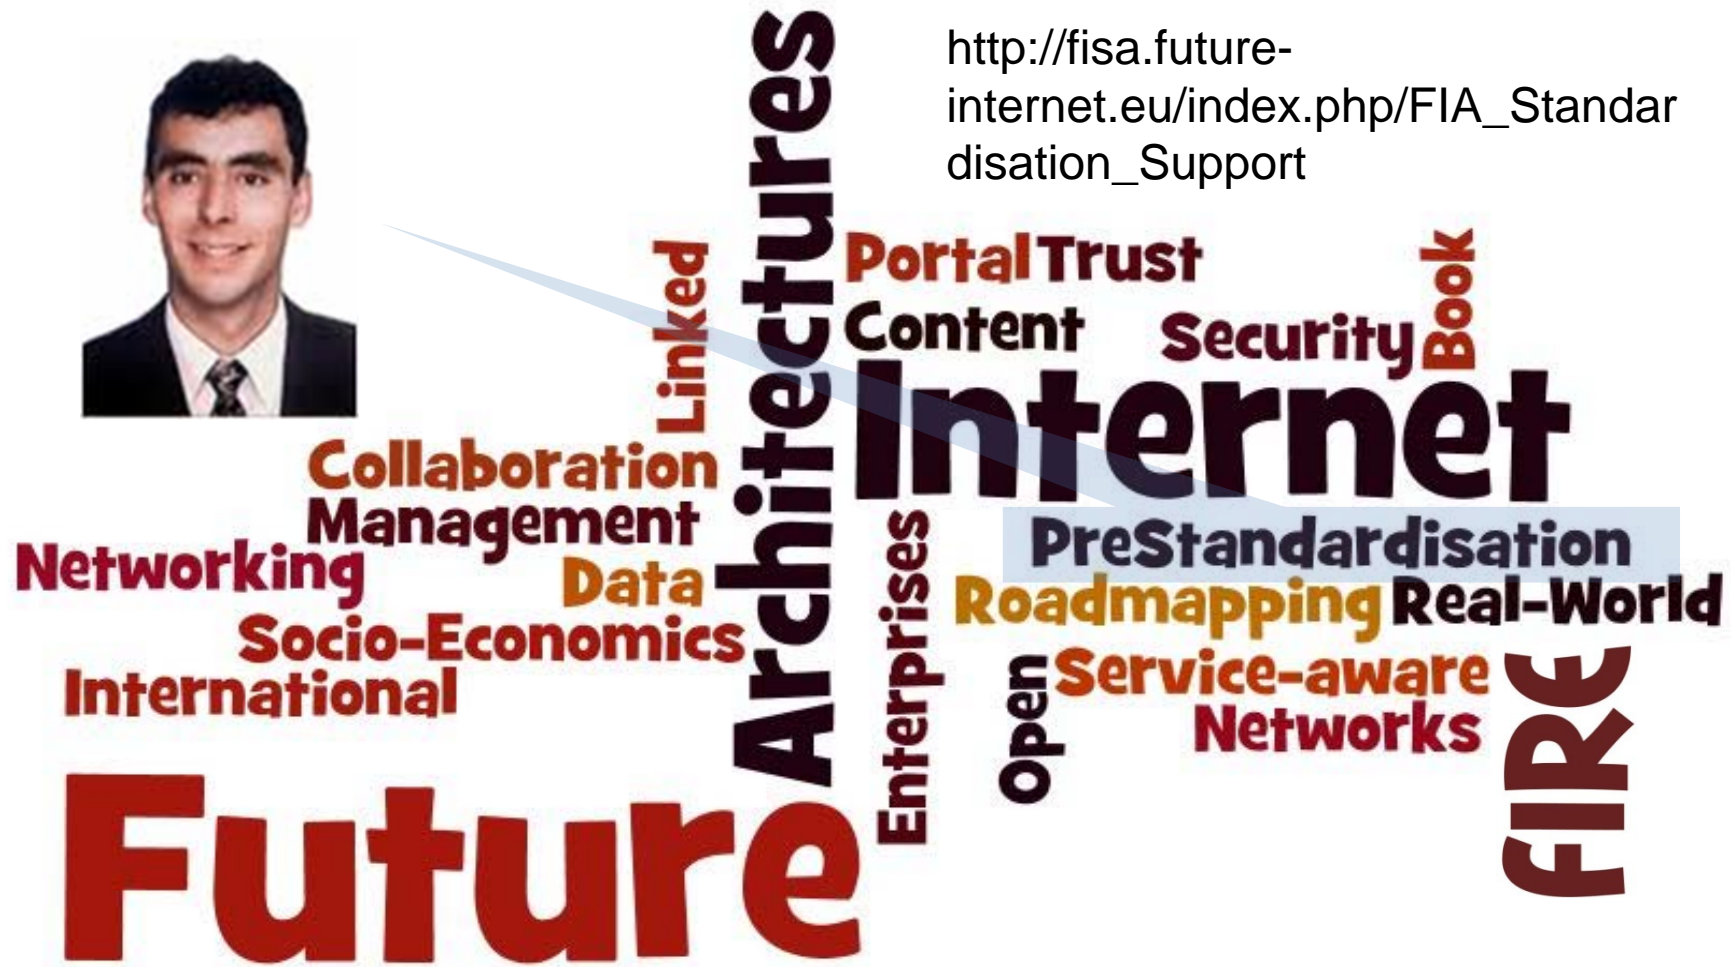 http://fisa.future-
internet.eu/index.php/FIA_Standar
disation_Support
Architectures
Linked
Portal
Trust
Book
Content
Security
Internet
Collaboration
Management
PreStandardisation
Networking
Data
Enterprises
Roadmapping
Real-World
Socio-Economics
International
Open
Service-aware
Networks
FIRE
Future